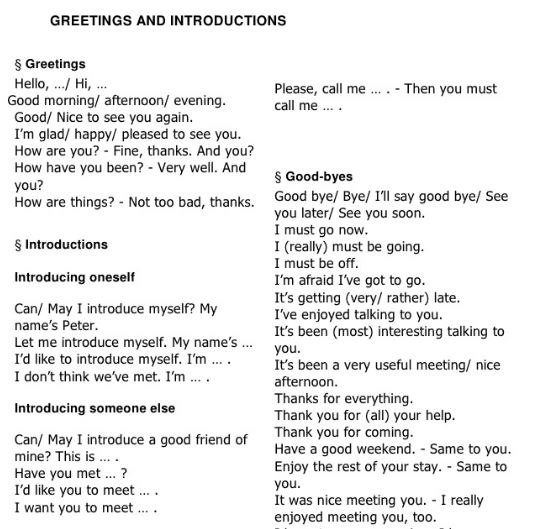 GREETINGS AND INTRODUCTIONS
§ Greetings
Hello, .../ Hi, ...
Good morning/ afternoon/ evening.
Good/ Nice to see you again.
I'm glad/ happy/ pleased to see you.
How are you? - Fine, thanks. And you?
How have you been? - Very well. And
you?
How are things? - Not too bad, thanks.
§ Introductions
Introducing oneself
Can/ May I introduce myself? My
name's Peter.
Let me introduce myself. My name's ...
I'd like to introduce myself. I'm ... .
I don't think we've met. I'm ... .
Introducing someone else
Can/ May I introduce a good friend of
mine? This is ... .
Have you met ... ?
I'd like you to meet ... .
I want you to meet ... .
Please, call me ... . - Then you must
call me ... .
§ Good-byes
Good bye/ Bye/ I'll say good bye/ See
you later/ See you soon.
I must go now.
I (really) must be going.
I must be off.
I'm afraid I've got to go.
It's getting (very/ rather) late.
I've enjoyed talking to you.
It's been (most) interesting talking to
you.
It's been a very useful meeting/ nice
afternoon.
Thanks for everything.
Thank you for (all) your help.
Thank you for coming.
Have a good weekend. - Same to you.
Enjoy the rest of your stay. - Same to
you.
It was nice meeting you. - I really
enjoyed meeting you, too.